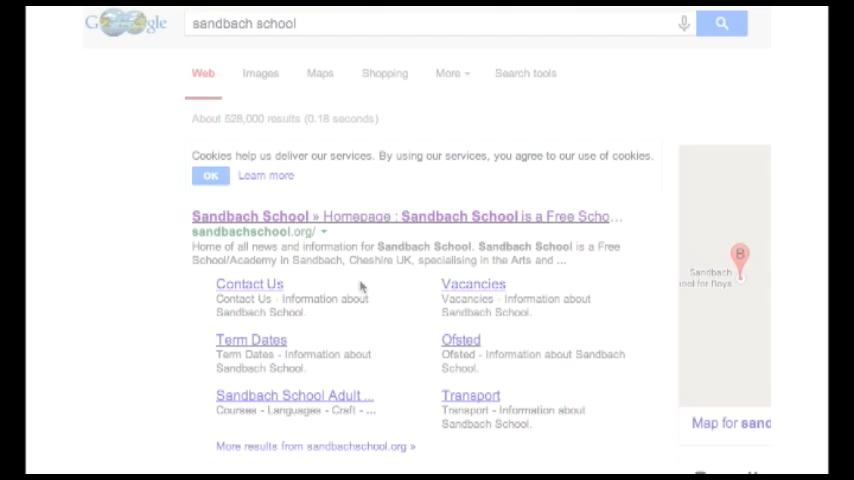 Google
sandbach school
Web Images Maps Shopping More Search tools
About 528,000 results (0.18 seconds)
Cookies help us deliver our services. By using our services, you agree to our use of cookies.
OK Learn more
Sandbach School » Homepage : Sandbach School is a Free Scho...
sandbachschool.org/
Home of all news and information for Sandbach School. Sandbach School is a Free
School/Academy in Sandbach, Cheshire UK, specialising in the Arts and ...
Contact Us
Contact Us - Information about
Sandbach School.
Vacancies
Vacancies - Information about
Sandbach School.
Term Dates
Term Dates - Information about
Sandbach School.
Ofsted
Ofsted - Information about Sandbach
School.
Sandbach School Adult ...
Courses - Languages - Craft - ...
Transport
Transport - Information about
Sandbach School.
More results from sandbachschool.org »
B
Sandbach
ool for Boys
Map for sand